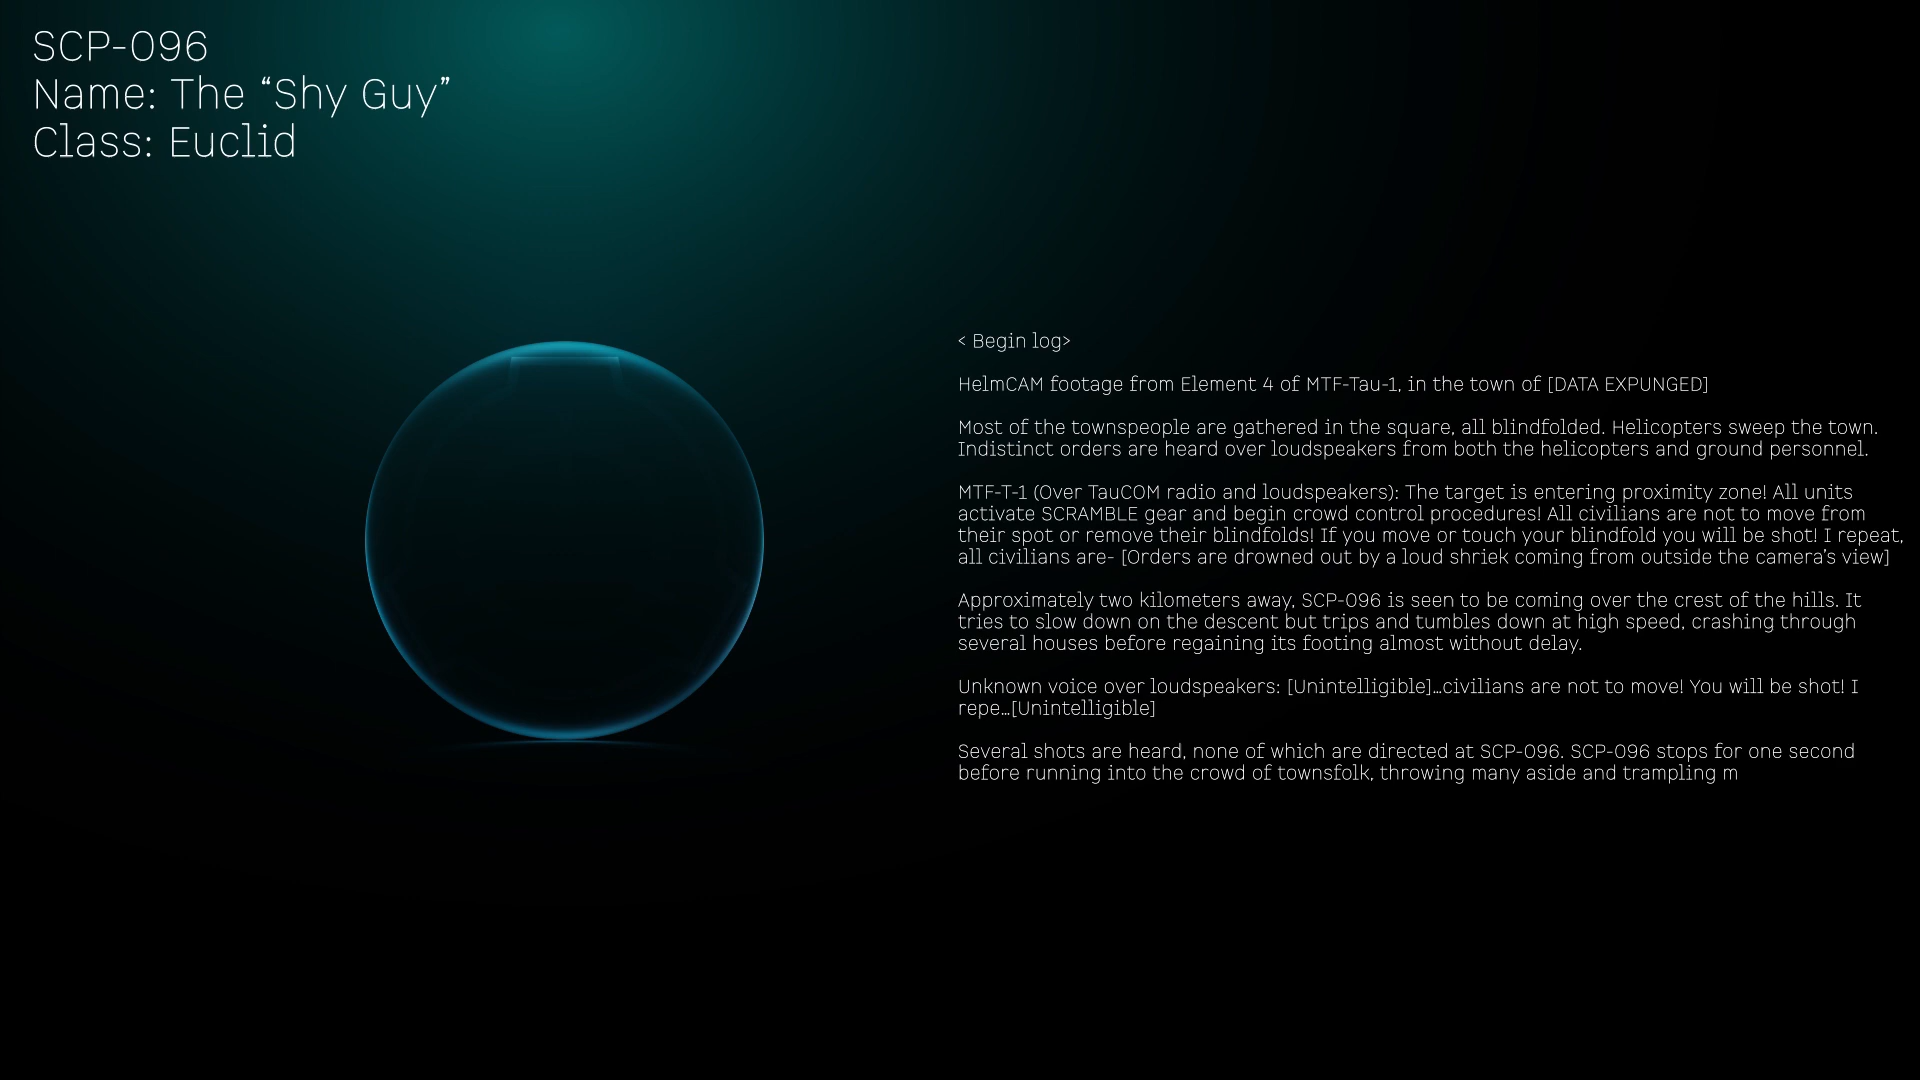 SCP-096
Name: The “Shy Guy”
Class: Euclid
< Begin log>
HelmCAM footage from Element 4 of MTF-Tau-1, in the town of [DATA EXPUNGED]
Most of the townspeople are gathered in the square, all blindfolded. Helicopters sweep the town.
Indistinct orders are heard over loudspeakers from both the helicopters and ground personnel.
MTF-T-1 (Over TauCOM radio and loudspeakers): The target is entering proximity zone! All units
activate SCRAMBLE gear and begin crowd control procedures! All civilians are not to move from
their spot or remove their blindfolds! If you move or touch your blindfold you will be shot! I repeat,
all civilians are- [Orders are drowned out by a loud shriek coming from outside the camera's view]
Approximately two kilometers away, SCP-096 is seen to be coming over the crest of the hills. It
tries to slow down on the descent but trips and tumbles down at high speed, crashing through
several houses before regaining its footing almost without delay.
Unknown voice over loudspeakers: [Unintelligible]…civilians are not to move! You will be shot! I
repe…[Unintelligible]
Several shots are heard, none of which are directed at SCP-096. SCP-096 stops for one second
before running into the crowd of townsfolk, throwing many aside and trampling m